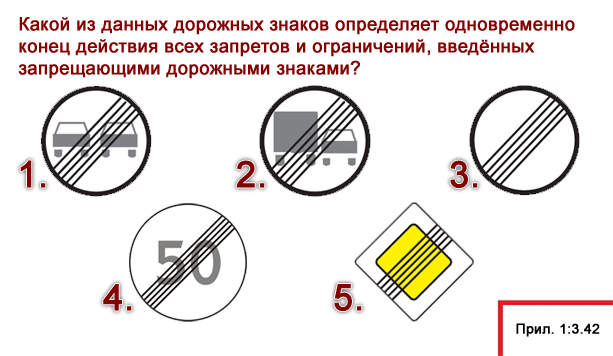 Какой из данных дорожных знаков определяет одновременно
конец действия всех запретов и ограничений, введённых
запрещающими дорожными знаками?
1.
2.
3.
4.
50
5.
Прил. 1:3.42